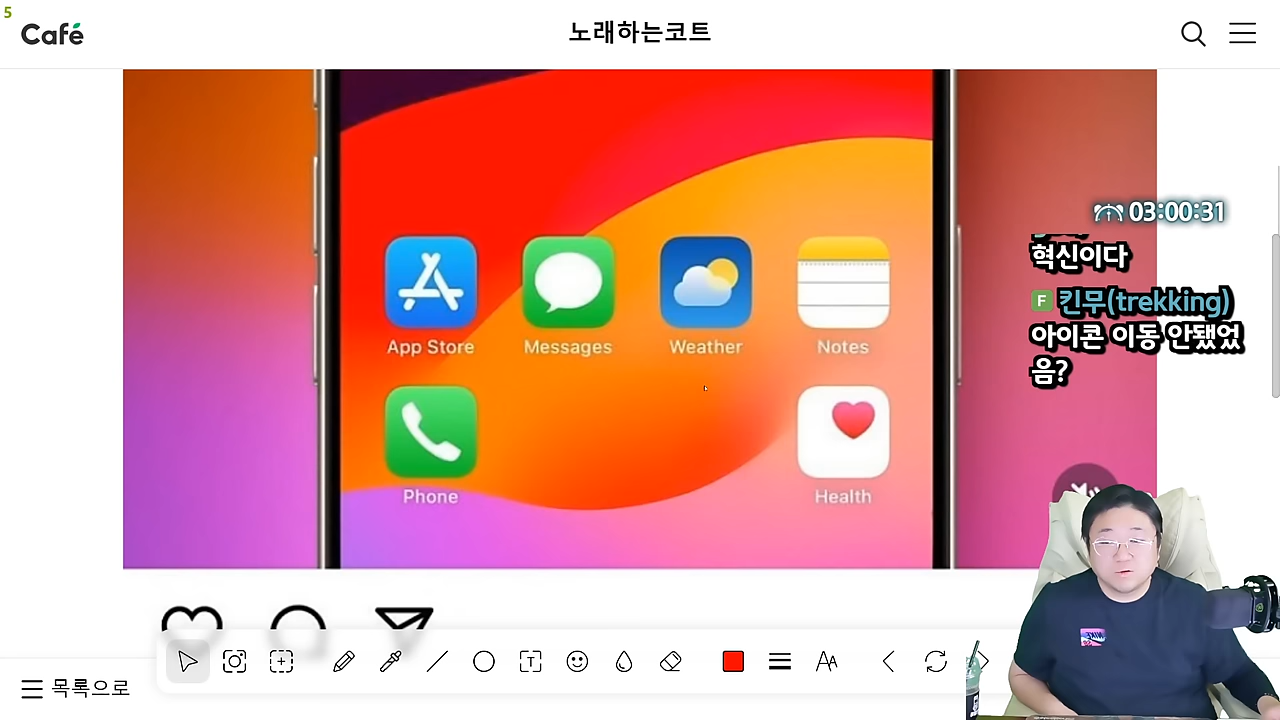 5
Café
노래하는코트
03:00:31
혁신이다
F 킨무(trekking)
아이콘 이동 안됐었
음?
App Store
Messages
Weather
Notes
Phone
Health
T
AA
목록으로